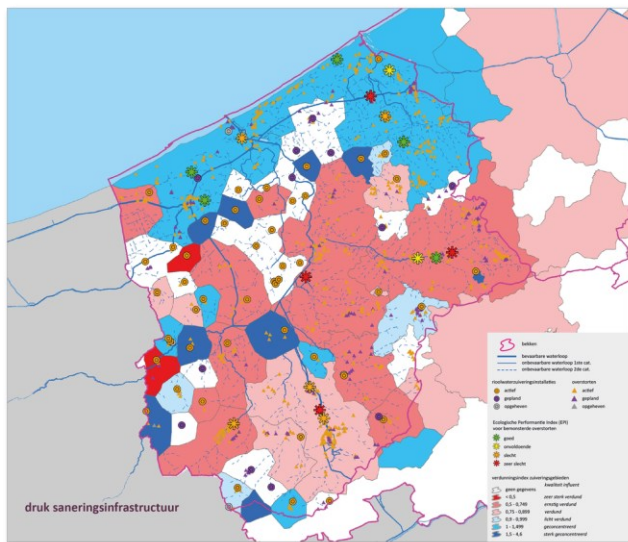 druk saneringsinfrastructuur
bekken
bevaarbare waterloop
onbevaarbare waterloop 1ste cat.
onbevaarbare waterloop 2de cat.
rioolwaterzuiveringsinstallaties overstorten
actief actief
gepland gepland
opgeheven opgeheven
Ecologische Performantie Index (EPI)
voor bemonsterde overstorten
goed
onvoldoende
slecht
zeer slecht
verdunningsindex zuiveringsgebieden
kwaliteit influent
geen gegevens
< 0,5 zeer sterk verdund
0,5 - 0,749 ernstig verdund
0,75 - 0,899 verdund
0,9 - 0,999 licht verdund
1 - 1,499 geconcentreerd
1,5 - 4,6 sterk geconcentreerd